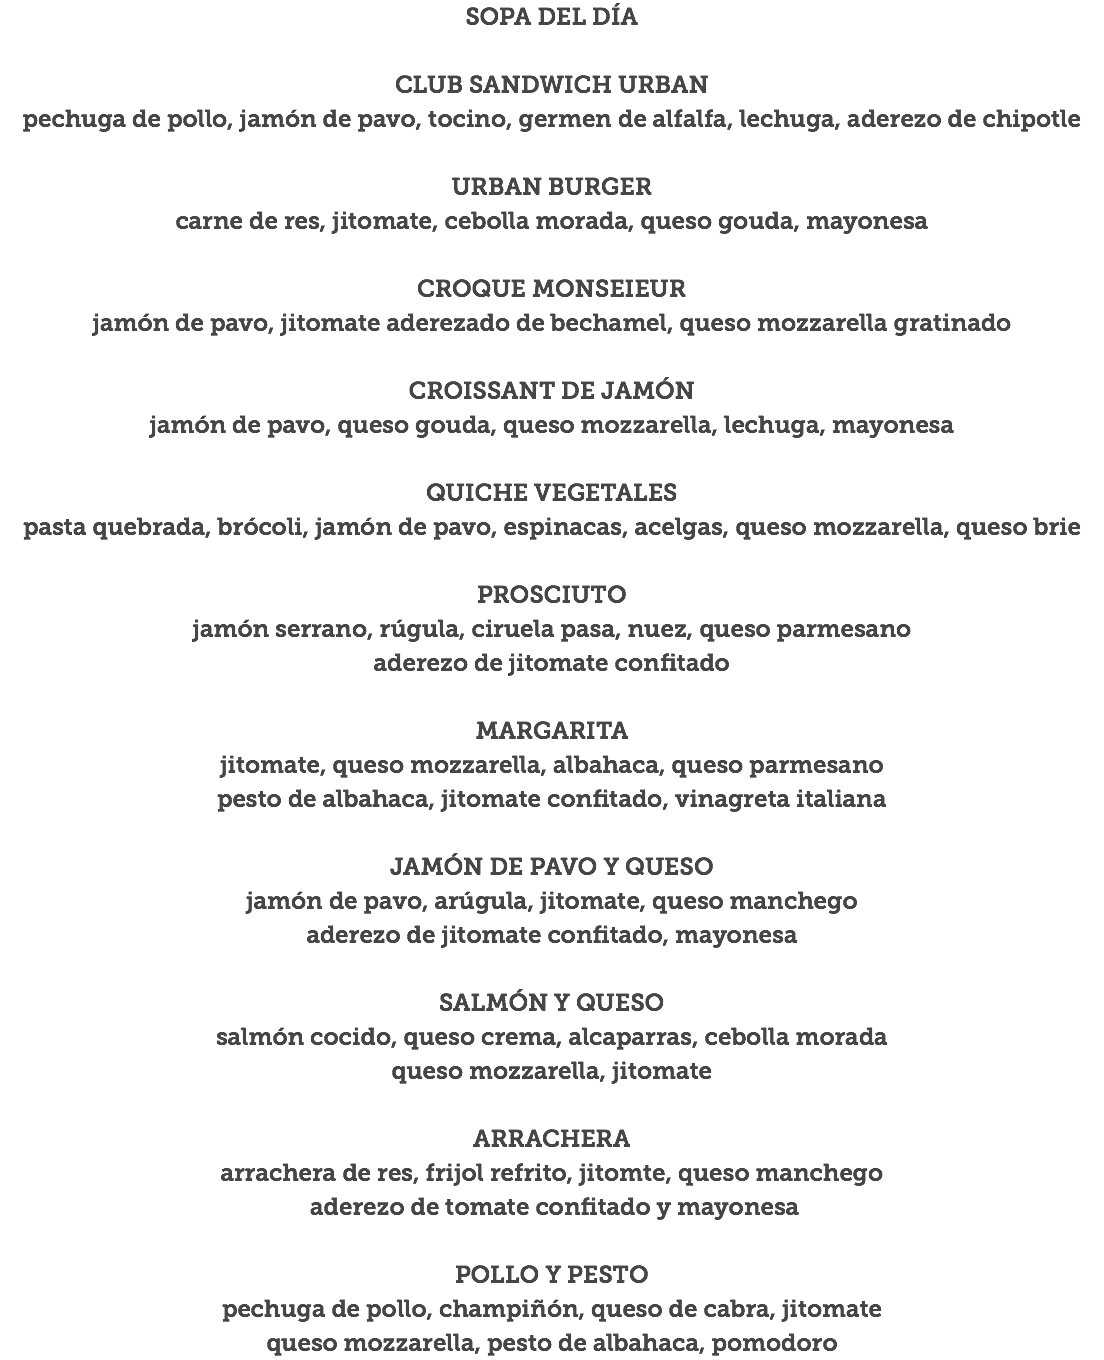 SOPA DEL DÍA
CLUB SANDWICH URBAN
pechuga de pollo, jamón de pavo, tocino, germen de alfalfa, lechuga, aderezo de chipotle
URBAN BURGER
carne de res, jitomate, cebolla morada, queso gouda, mayonesa
CROQUE MONSEIEUR
jamón de pavo, jitomate aderezado de bechamel, queso mozzarella gratinado
CROISSANT DE JAMÓN
jamón de pavo, queso gouda, queso mozzarella, lechuga, mayonesa
QUICHE VEGETALES
pasta quebrada, brócoli, jamón de pavo, espinacas, acelgas, queso mozzarella, queso brie
PROSCIUTO
jamón serrano, rúgula, ciruela pasa, nuez, queso parmesano
aderezo de jitomate confitado
MARGARITA
jitomate, queso mozzarella, albahaca, queso parmesano
pesto de albahaca, jitomate confitado, vinagreta italiana
JAMÓN DE PAVO Y QUESO
jamón de pavo, arúgula, jitomate, queso manchego
aderezo de jitomate confitado, mayonesa
SALMÓN Y QUESO
salmón cocido, queso crema, alcaparras, cebolla morada
queso mozzarella, jitomate
ARRACHERA
arrachera de res, frijol refrito, jitomte, queso manchego
aderezo de tomate confitado y mayonesa
POLLO Y PESTO
pechuga de pollo, champiñón, queso de cabra, jitomate
queso mozzarella, pesto de albahaca, pomodoro